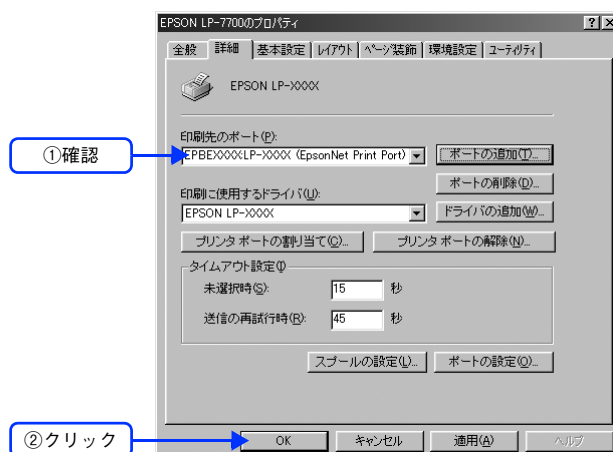 EPSON LP-7700のプロパティ
全般 詳細 基本設定 レイアウト ページ装飾 環境設定 ユーティリティ
EPSON LP-XXXX
印刷先のポート(P):
①確認
EPBEXXXX:LP-XXXX (EpsonNet Print Port) ポートの追加(T)...
ポートの削除(D)...
印刷に使用するドライバ(U):
EPSON LP-XXXX ドライバの追加(W)...
プリンタ ポートの割り当て(C)... プリンタ ポートの解除(N)...
タイムアウト設定(I)
未選択時(S): 15 秒
送信の再試行時(R): 45 秒
スプールの設定(L)... ポートの設定(O)...
②クリック
OK キャンセル 適用(A) ヘルプ